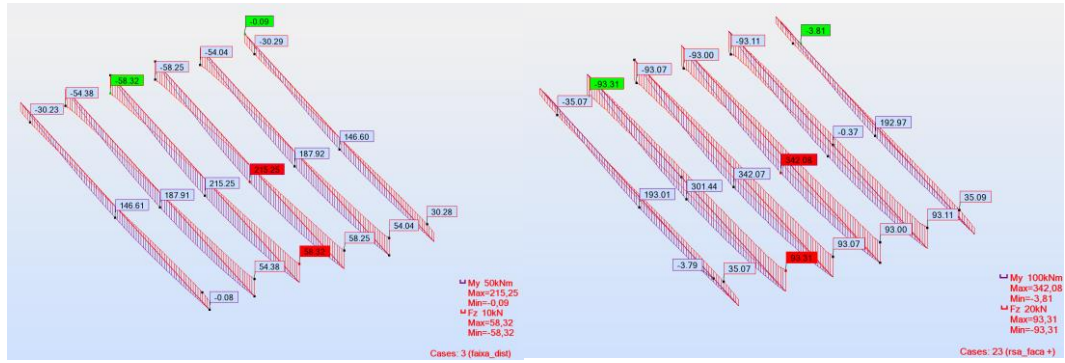 -0.09
-30.29
-54.04
-58.25
-58.32
-54.38
-30.23
146.60
187.92
215.25
215.25
187.91
146.61
30.28
54.04
58.25
58.32
54.38
-0.08
My 50kNm
Max=215,25
Min=-0,09
Fz 10kN
Max=58,32
Min=-58,32
Cases: 3 (faixa_dist)
-3.81
-93.11
-93.00
-93.07
-93.31
-35.07
192.97
-0.37
342.08
342.07
301.44
193.01
35.09
93.11
93.00
93.07
93.31
35.07
-3.79
My 100kNm
Max=342,08
Min=-3,81
Fz 20kN
Max=93,31
Min=-93,31
Cases: 23 (rsa_faca +)